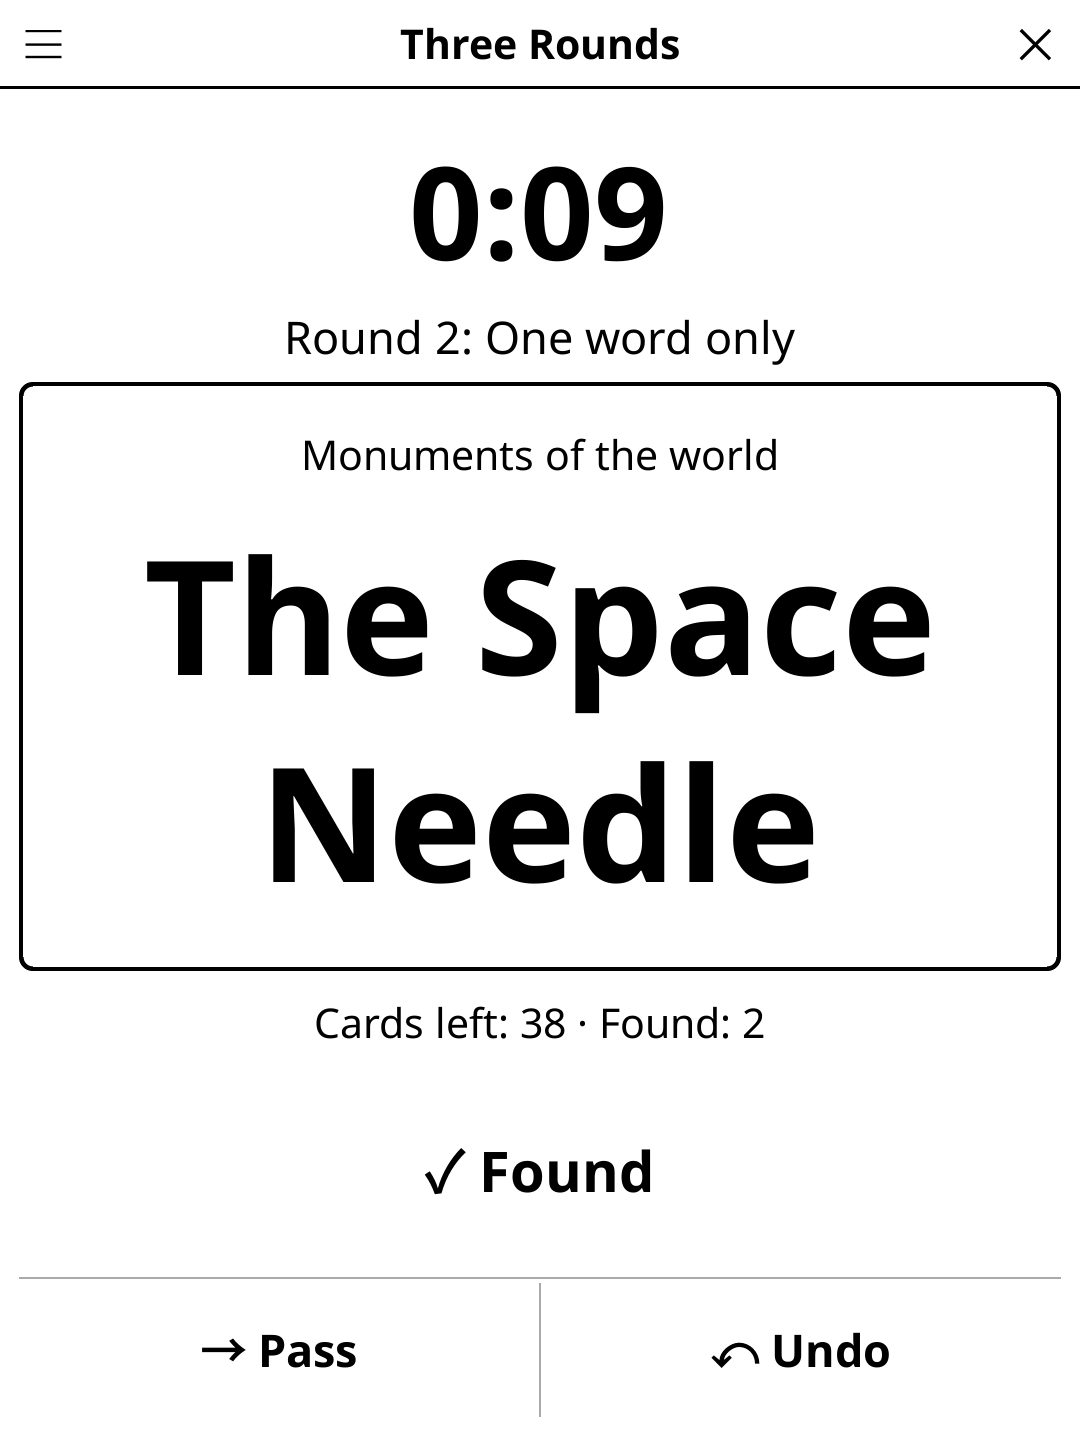 Three Rounds
0:09
Round 2: One word only
Monuments of the world
The Space
Needle
Cards left: 38 · Found: 2
✓ Found
→ Pass
↶ Undo